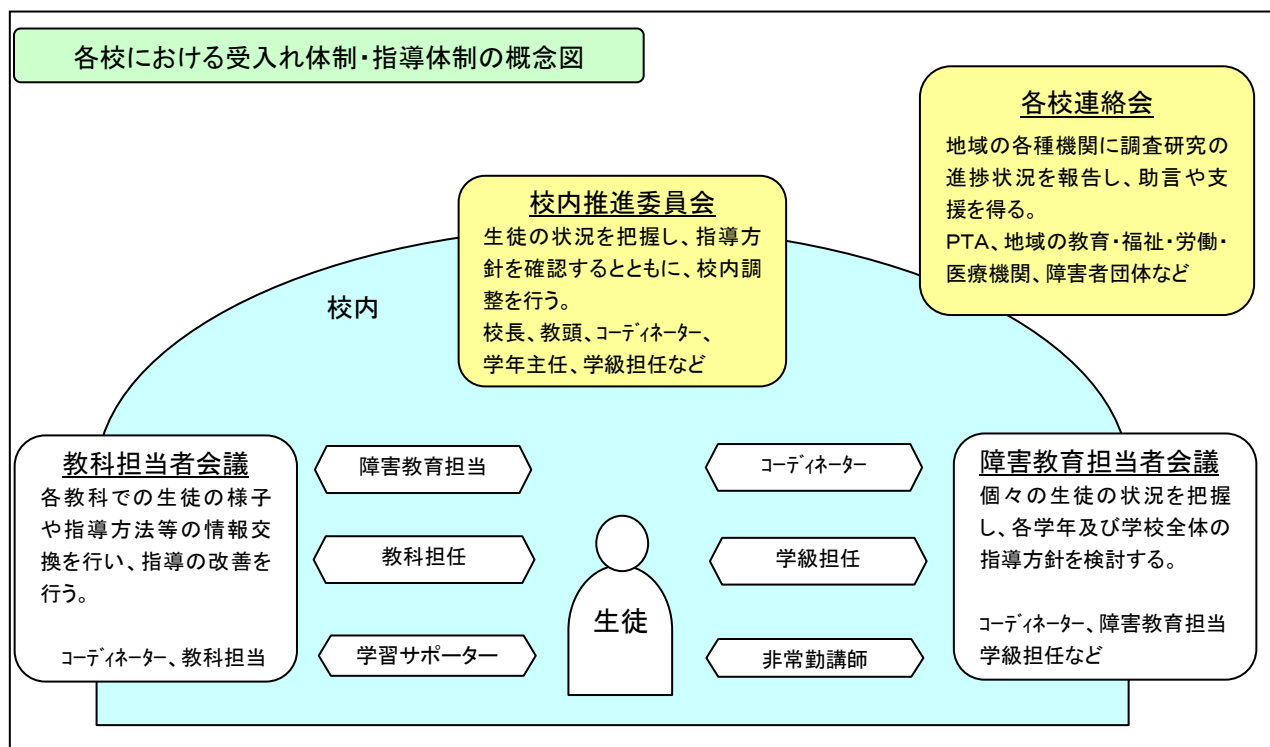 各校における受入れ体制・指導体制の概念図
各校連絡会
地域の各種機関に調査研究の
進捗状況を報告し、助言や支
援を得る。
PTA、地域の教育・福祉・労働・
医療機関、障害者団体など
校内推進委員会
生徒の状況を把握し、指導方
針を確認するとともに、校内調
整を行う。
校長、教頭、ｺｰﾃﾞｨﾈｰﾀｰ、
学年主任、学級担任など
校内
教科担当者会議
各教科での生徒の様子
や指導方法等の情報交
換を行い、指導の改善を
行う。
ｺｰﾃﾞｨﾈｰﾀｰ、教科担当
障害教育担当
教科担任
学習サポーター
生徒
ｺｰﾃﾞｨﾈｰﾀｰ
学級担任
非常勤講師
障害教育担当者会議
個々の生徒の状況を把握
し、各学年及び学校全体の
指導方針を検討する。
ｺｰﾃﾞｨﾈｰﾀｰ、障害教育担当
学級担任など